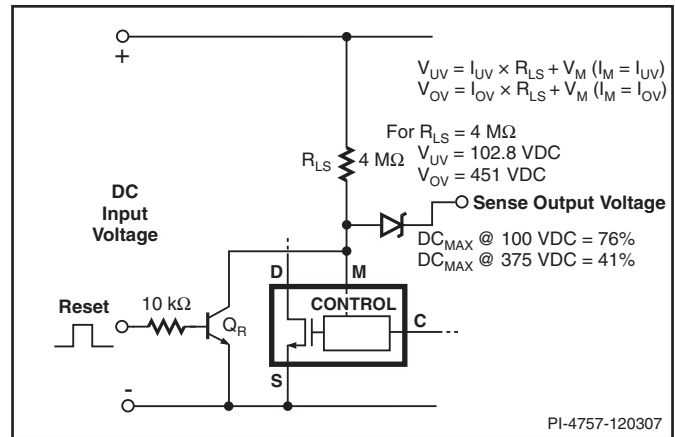 +
V_UV = I_UV × R_LS + V_M (I_M = I_UV)
V_OV = I_OV × R_LS + V_M (I_M = I_OV)
For R_LS = 4 MΩ
V_UV = 102.8 VDC
V_OV = 451 VDC
R_LS
4 MΩ
DC
Input
Voltage
Sense Output Voltage
DC_MAX @ 100 VDC = 76%
DC_MAX @ 375 VDC = 41%
D
M
CONTROL
C
Reset
10 kΩ
Q_R
S
-
PI-4757-120307